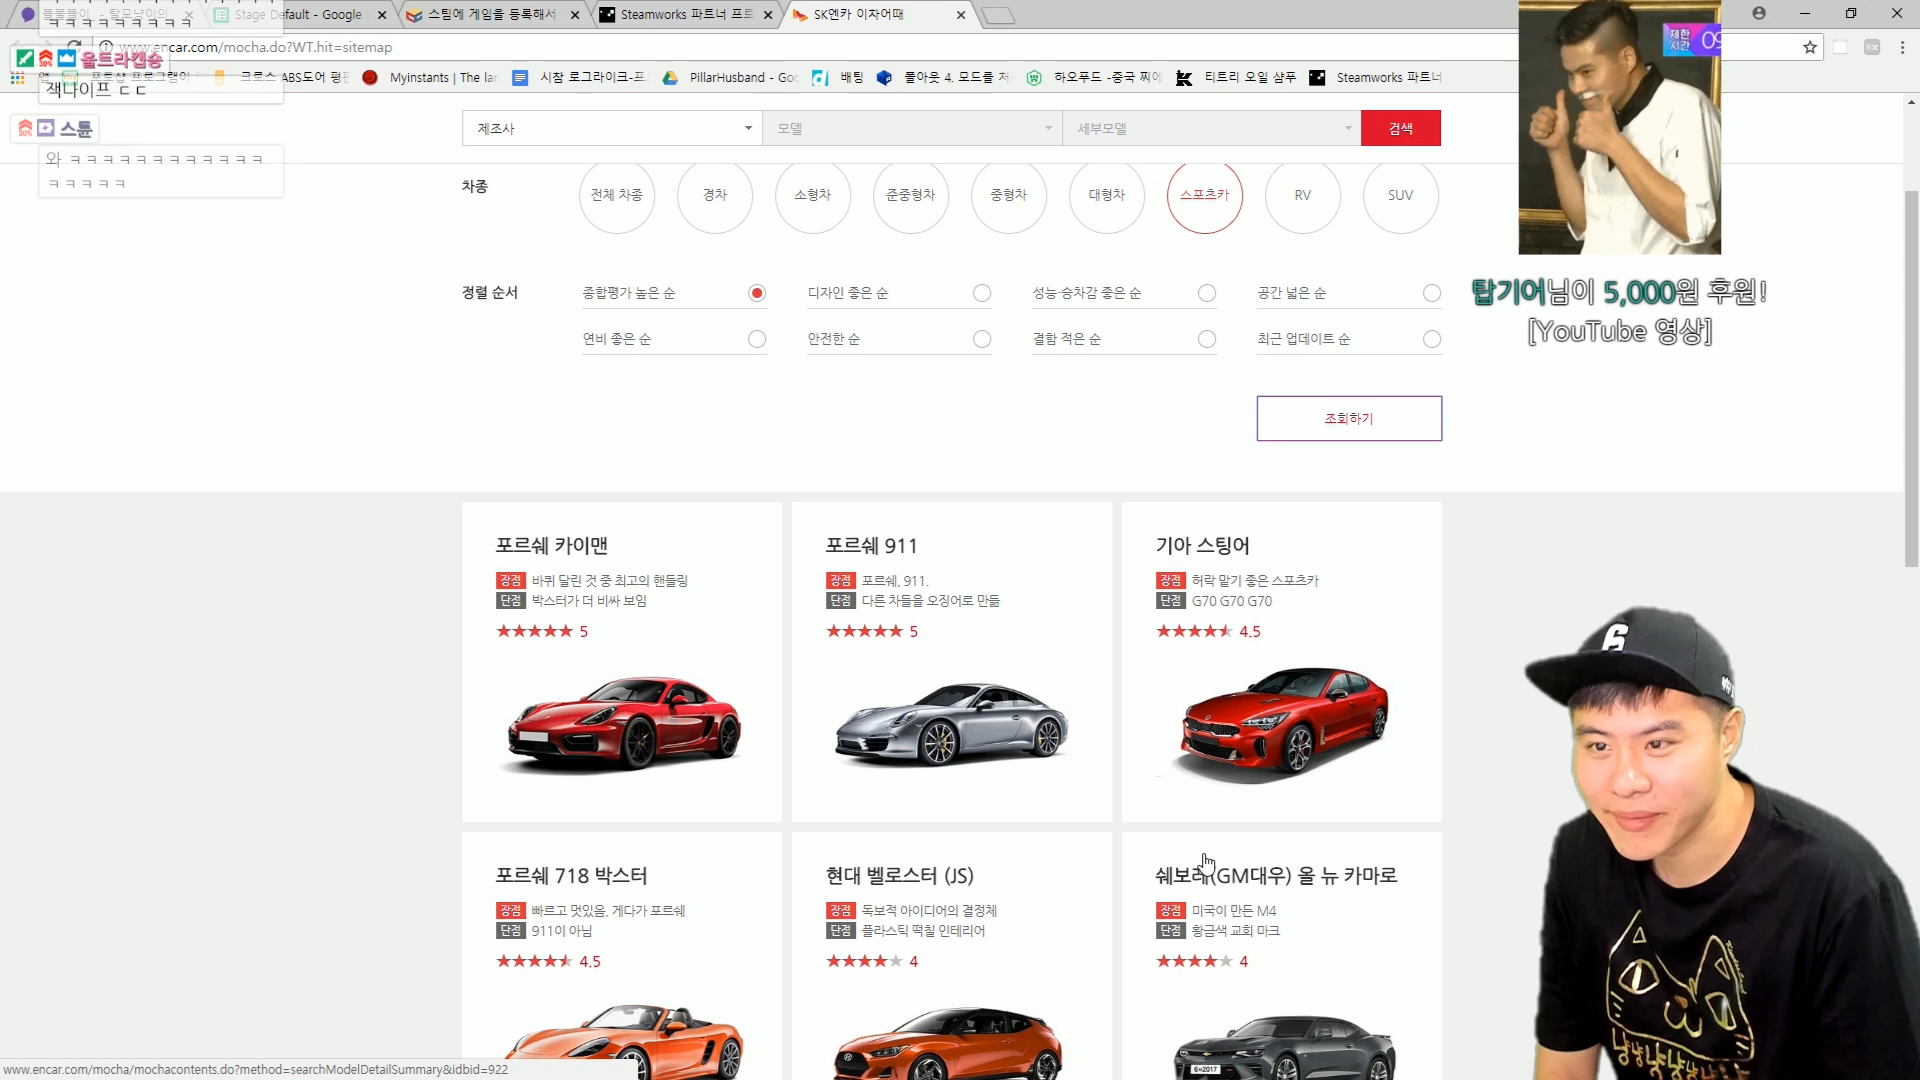 Stage Default - Google
스팀에 게임을 등록해서
Steamworks 파트너 프로
SK엔카 이차어때
www.encar.com/mocha.do?WT.hit=sitemap
ㅋㅋㅋㅋㅋㅋㅋㅋㅋ
울트라캡숑
잭나이프 ㄷㄷ
스튠
와 ㅋㅋㅋㅋㅋㅋㅋㅋㅋㅋㅋㅋ
ㅋㅋㅋㅋㅋ
크로스 ABS도어
Myinstants | The
시참 로그라이크-프
PillarHusband - Goo
배팅
폴아웃 4. 모드를
하오푸드 -중국 찌에
티트리 오일 샴푸
Steamworks 파트너
제조사
모델
세부모델
검색
차종
전체 차종
경차
소형차
준중형차
중형차
대형차
스포츠카
RV
SUV
정렬 순서
종합평가 높은 순
디자인 좋은 순
성능·승차감 좋은 순
공간 넓은 순
연비 좋은 순
안전한 순
결함 적은 순
최근 업데이트 순
조회하기
제한
시간
탑기어님이 5,000원 후원!
[YouTube 영상]
포르쉐 카이맨
장점 바퀴 달린 것 중 최고의 핸들링
단점 박스터가 더 비싸 보임
5
포르쉐 911
장점 포르쉐, 911.
단점 다른 차들을 오징어로 만듦
5
기아 스팅어
장점 허락 맡기 좋은 스포츠카
단점 G70 G70 G70
4.5
포르쉐 718 박스터
장점 빠르고 멋있음, 게다가 포르쉐
단점 911이 아님
4.5
현대 벨로스터 (JS)
장점 독보적 아이디어의 결정체
단점 플라스틱 떡칠 인테리어
4
쉐보레(GM대우) 올 뉴 카마로
장점 미국이 만든 M4
단점 황금색 교회 마크
4
www.encar.com/mocha/mochacontents.do?method=searchModelDetailSummary&idbid=922